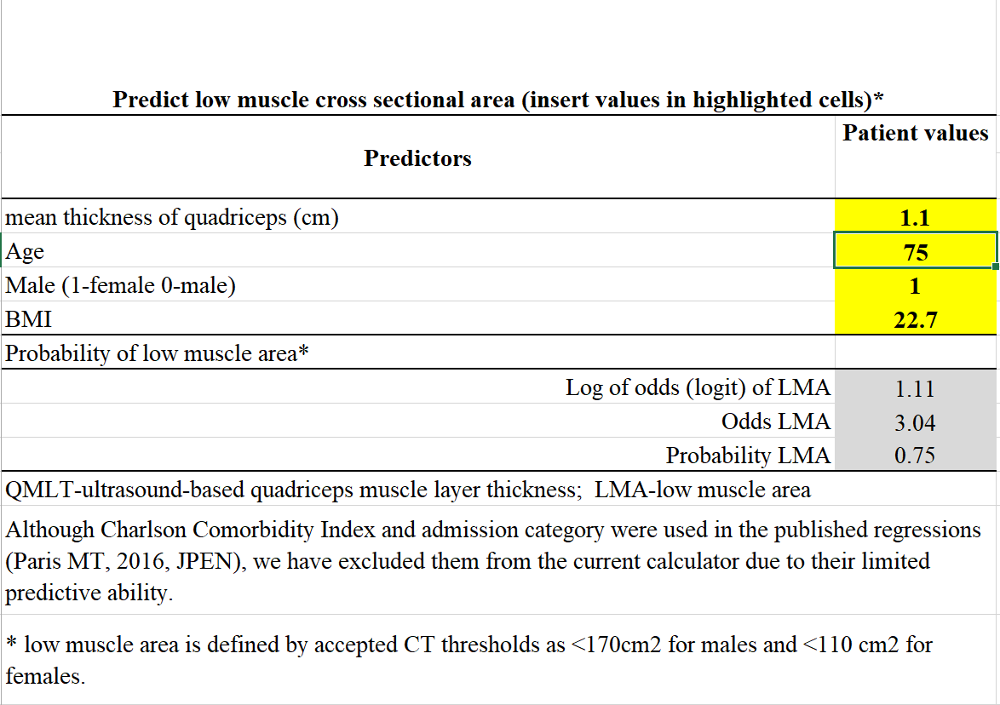 Predict low muscle cross sectional area (insert values in highlighted cells)*
Predictors
Patient values
mean thickness of quadriceps (cm) 1.1
Age 75
Male (1-female 0-male) 1
BMI 22.7
Probability of low muscle area*
Log of odds (logit) of LMA 1.11
Odds LMA 3.04
Probability LMA 0.75
QMLT-ultrasound-based quadriceps muscle layer thickness;  LMA-low muscle area
Although Charlson Comorbidity Index and admission category were used in the published regressions
(Paris MT, 2016, JPEN), we have excluded them from the current calculator due to their limited
predictive ability.
* low muscle area is defined by accepted CT thresholds as <170cm2 for males and <110 cm2 for
females.